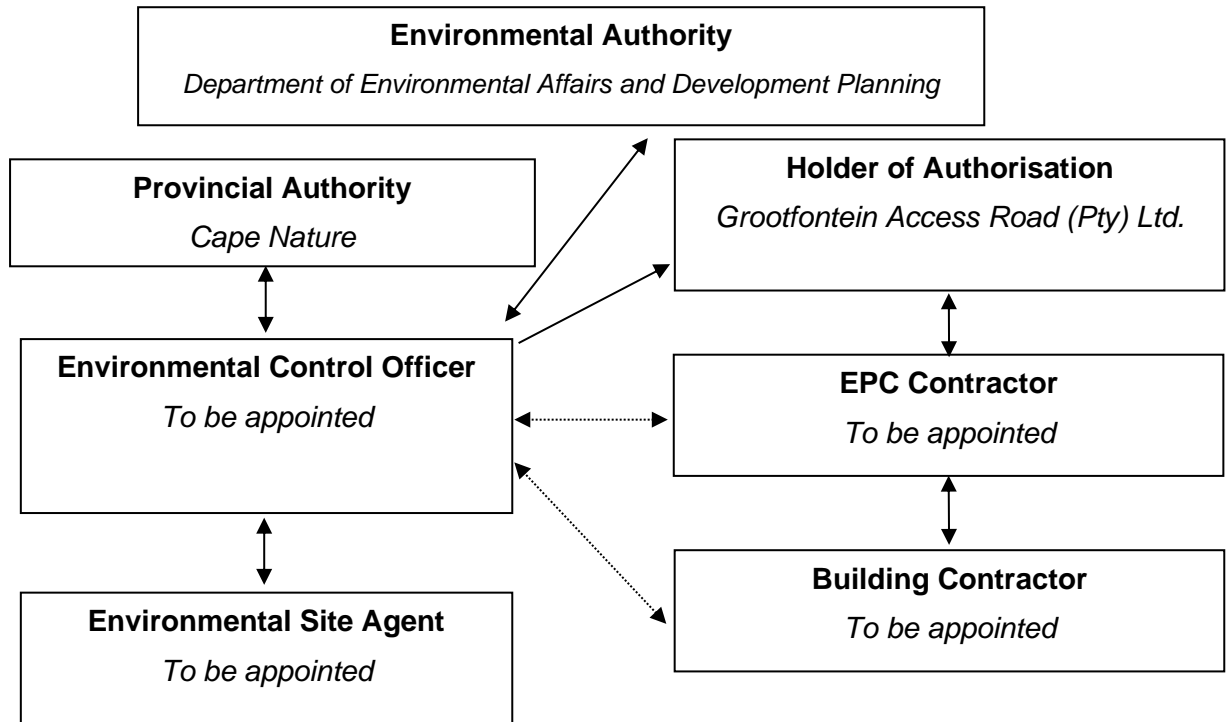 Environmental Authority
Department of Environmental Affairs and Development Planning
Provincial Authority
Cape Nature
Holder of Authorisation
Grootfontein Access Road (Pty) Ltd.
Environmental Control Officer
To be appointed
EPC Contractor
To be appointed
Environmental Site Agent
To be appointed
Building Contractor
To be appointed